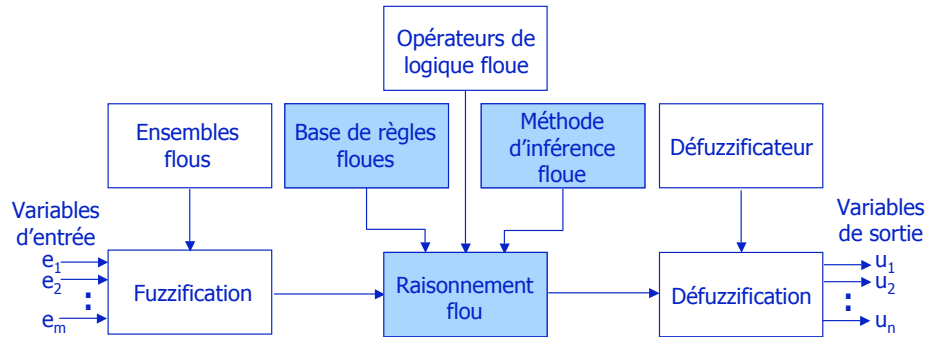 Opérateurs de
logique floue
Ensembles
flous
Base de règles
floues
Méthode
d'inférence
floue
Défuzzificateur
Variables
d'entrée
e1
e2
:
em
Fuzzification
Raisonnement
flou
Défuzzification
Variables
de sortie
u1
u2
:
un